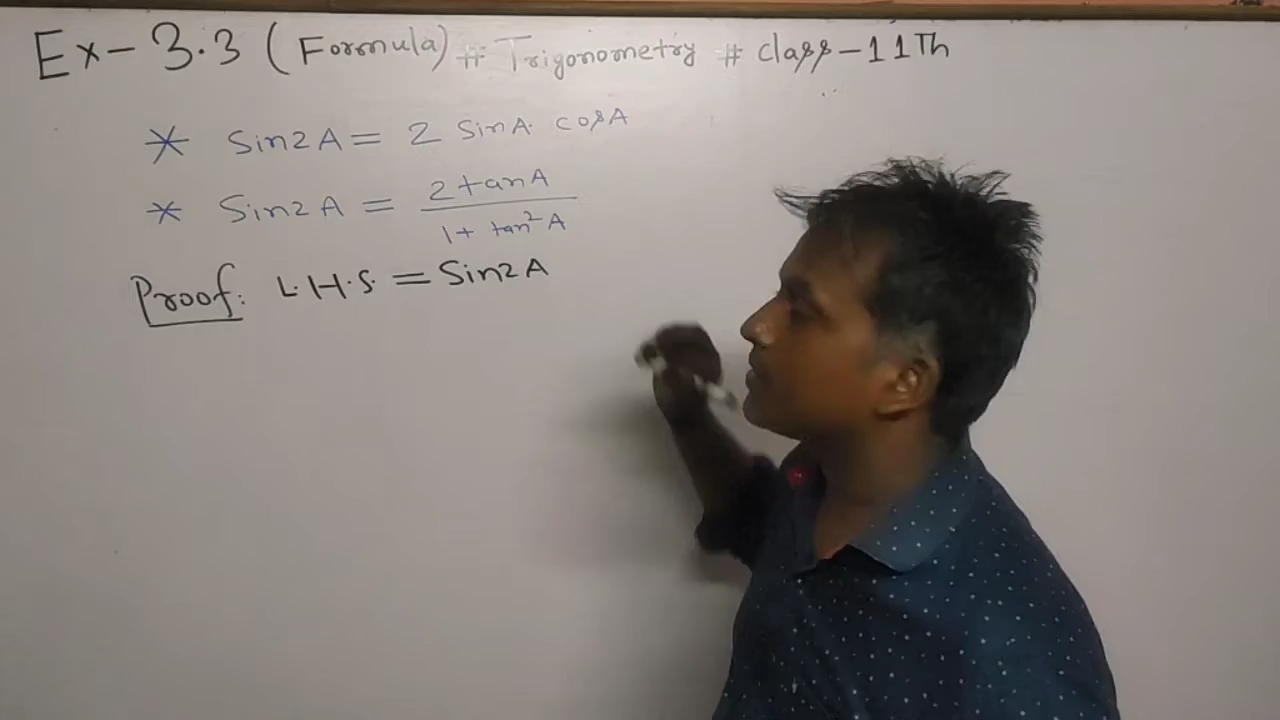 Ex-3.3 (Formula) # Trigonometry # Class-11Th
* Sin2A = 2 SinA. cosA
* Sin2A = 2tanA
1+ tan²A
Proof: L.H.S. = Sin2A